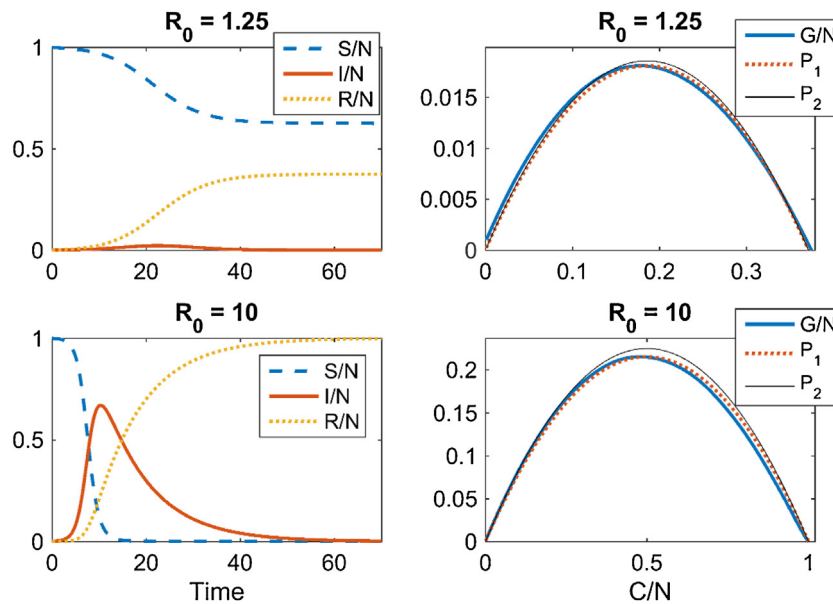 R0 = 1.25
1
0.5
0
0 20 40 60
S/N
I/N
R/N
R0 = 1.25
0.015
0.01
0.005
0
0 0.1 0.2 0.3
G/N
P1
P2
R0 = 10
1
0.5
0
0 20 40 60
Time
S/N
I/N
R/N
R0 = 10
0.2
0.15
0.1
0.05
0
0 0.5 1
C/N
G/N
P1
P2